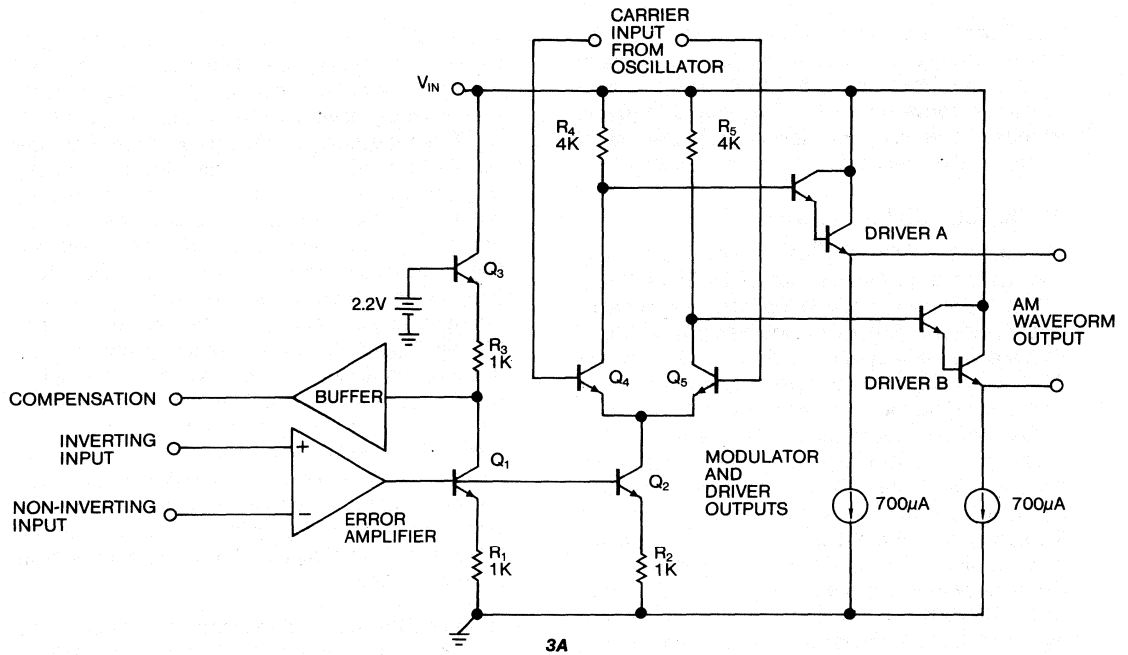 CARRIER
INPUT
FROM
OSCILLATOR
VIN
R4
4K
R5
4K
DRIVER A
Q3
2.2V
AM
WAVEFORM
OUTPUT
R3
1K
Q4
Q5
DRIVER B
COMPENSATION
BUFFER
INVERTING
INPUT
+
Q1
Q2
MODULATOR
AND
DRIVER
OUTPUTS
700µA
700µA
NON-INVERTING
INPUT
−
ERROR
AMPLIFIER
R1
1K
R2
1K
3A